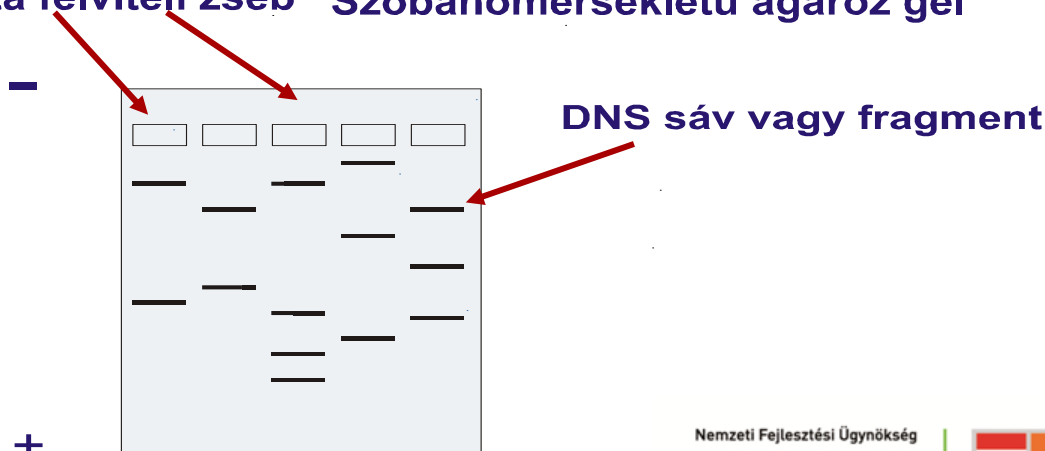 felviteli zseb Szobahőmérsékletű agaróz gél
-
DNS sáv vagy fragment
+
Nemzeti Fejlesztési Ügynökség